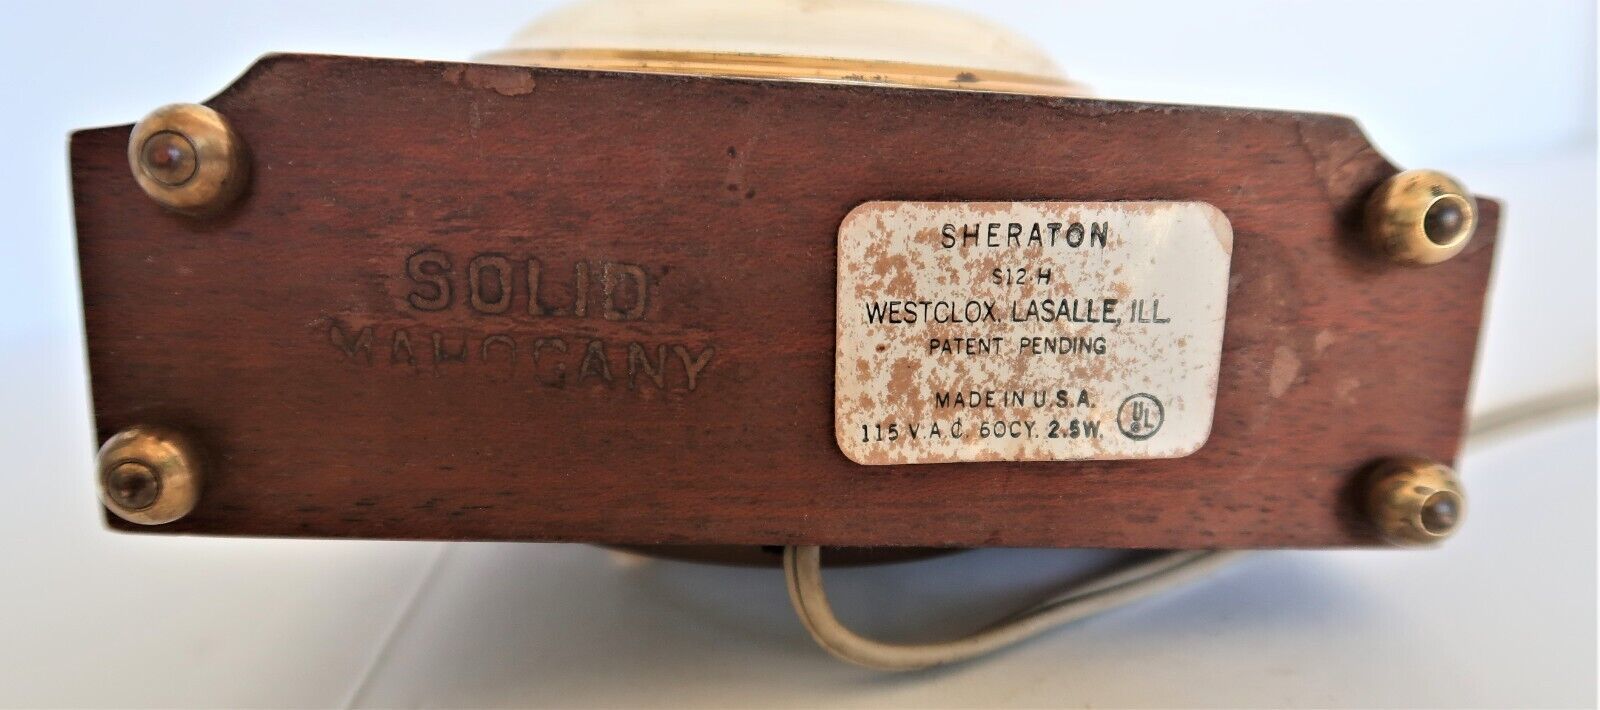 SOLID
MAHOGANY
SHERATON
S12-H
WESTCLOX, LASALLE, ILL.
PATENT PENDING
MADE IN U.S.A.
115 V.A C. 60CY. 2.5W.
UL